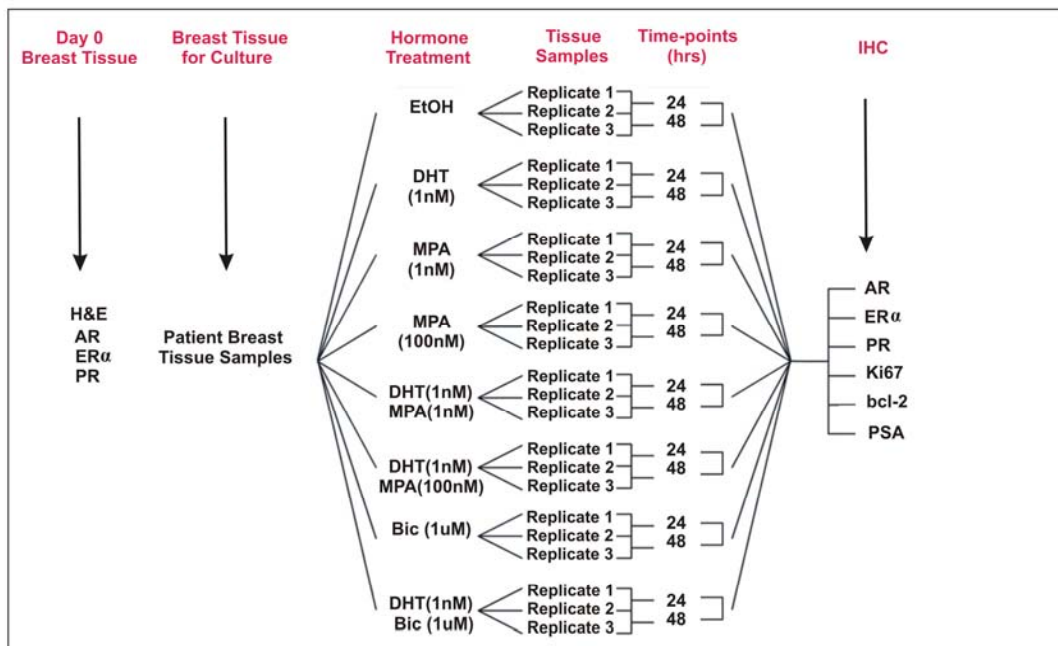 Day 0
Breast Tissue
Breast Tissue
for Culture
Hormone
Treatment
Tissue
Samples
Time-points
(hrs)
IHC
H&E
AR
ERα
PR
Patient Breast
Tissue Samples
EtOH
Replicate 1
Replicate 2
Replicate 3
24
48
DHT
(1nM)
Replicate 1
Replicate 2
Replicate 3
24
48
MPA
(1nM)
Replicate 1
Replicate 2
Replicate 3
24
48
MPA
(100nM)
Replicate 1
Replicate 2
Replicate 3
24
48
DHT(1nM)
MPA(1nM)
Replicate 1
Replicate 2
Replicate 3
24
48
DHT(1nM)
MPA(100nM)
Replicate 1
Replicate 2
Replicate 3
24
48
Bic (1uM)
Replicate 1
Replicate 2
Replicate 3
24
48
DHT(1nM)
Bic (1uM)
Replicate 1
Replicate 2
Replicate 3
24
48
AR
ERα
PR
Ki67
bcl-2
PSA